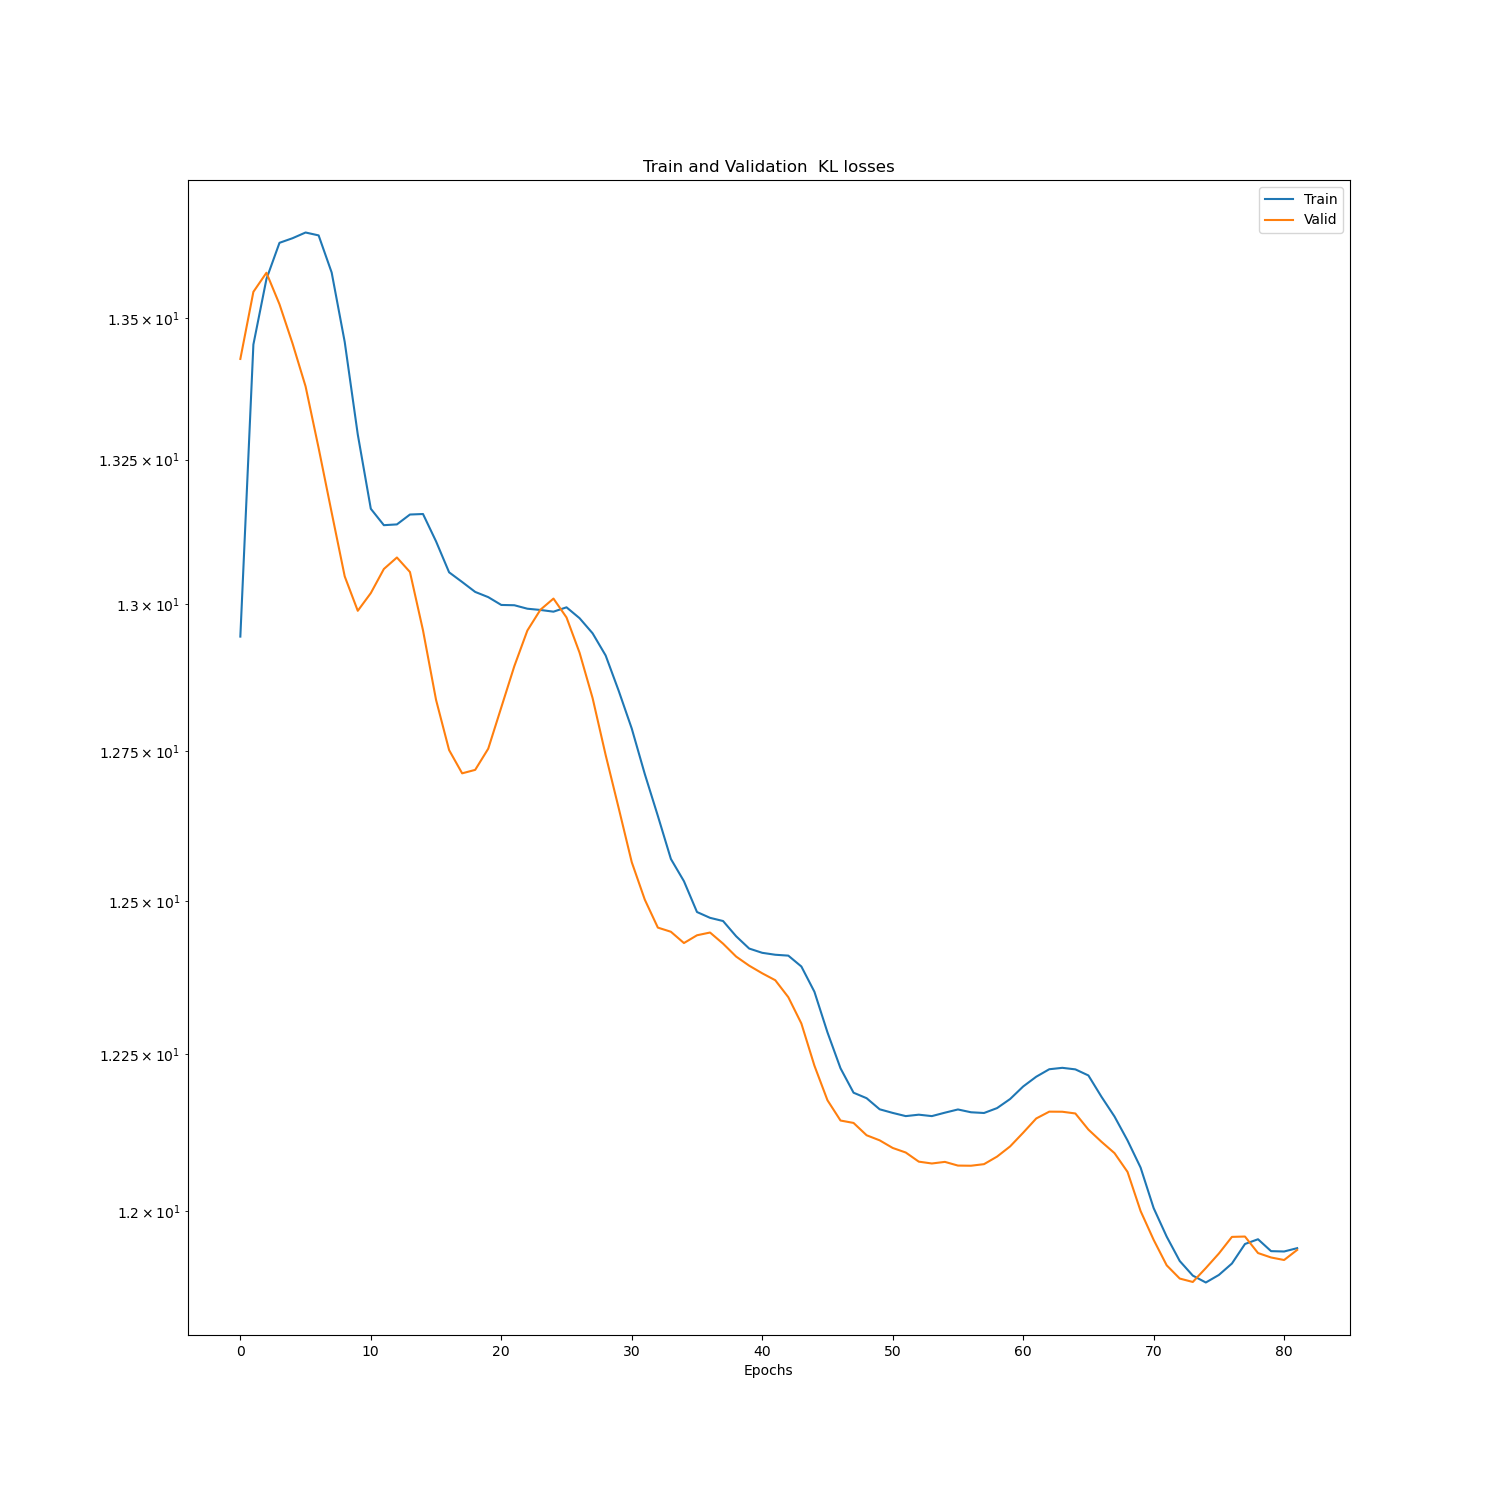 Train and Validation  KL losses
Train
Valid
1.35 × 10¹
1.325 × 10¹
1.3 × 10¹
1.275 × 10¹
1.25 × 10¹
1.225 × 10¹
1.2 × 10¹
0 10 20 30 40 50 60 70 80
Epochs